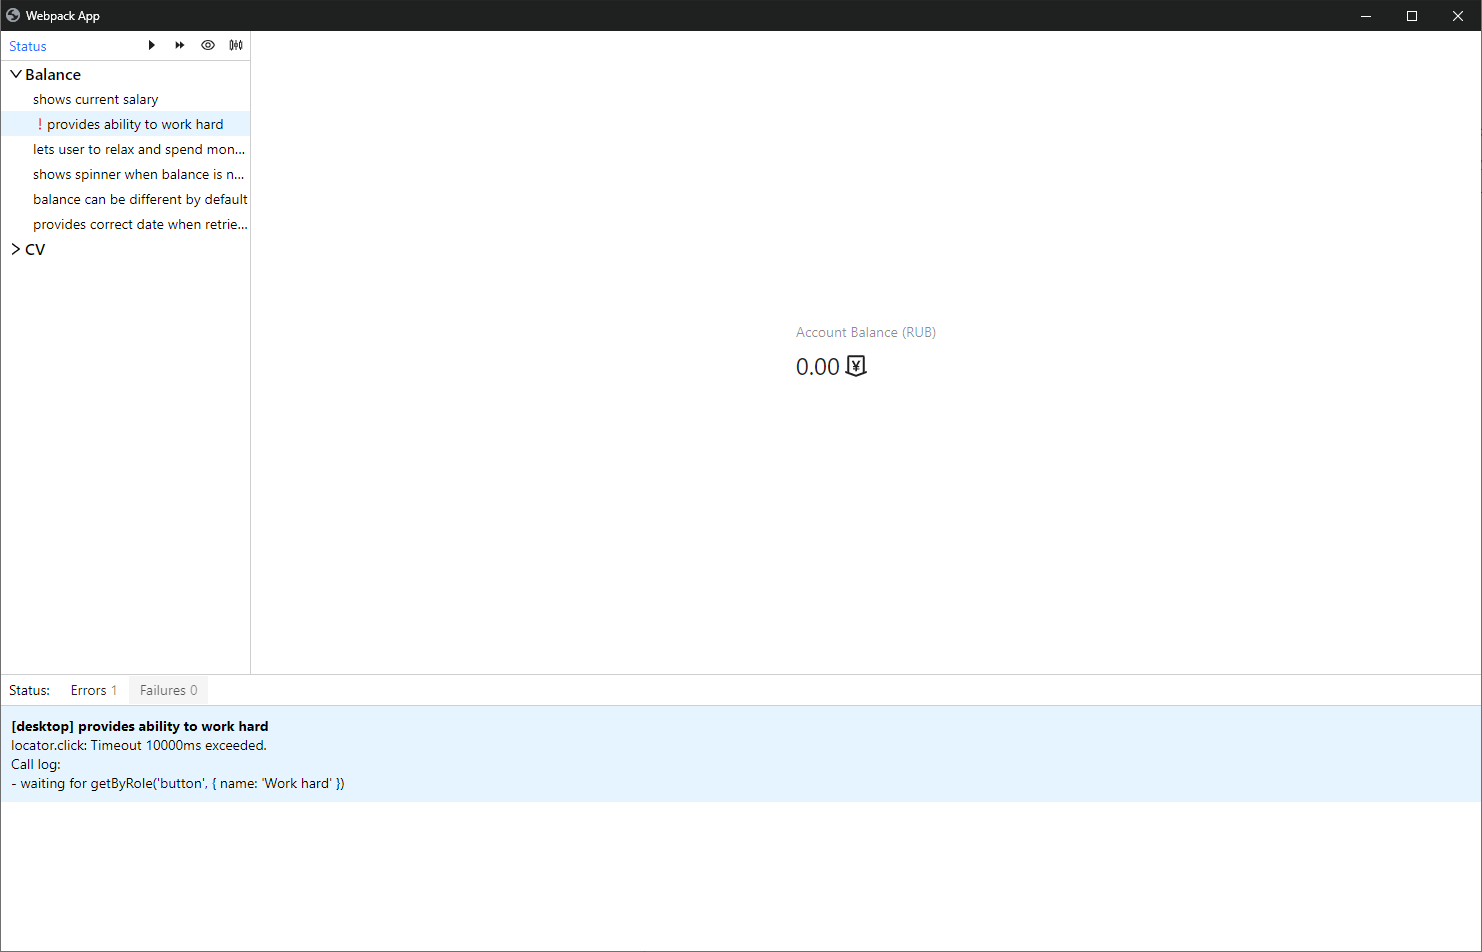 Webpack App
Status
Balance
shows current salary
! provides ability to work hard
lets user to relax and spend mon...
shows spinner when balance is n...
balance can be different by default
provides correct date when retrie...
CV
Account Balance (RUB)
0.00 ¥
Status: Errors 1 Failures 0
[desktop] provides ability to work hard
locator.click: Timeout 10000ms exceeded.
Call log:
- waiting for getByRole('button', { name: 'Work hard' })